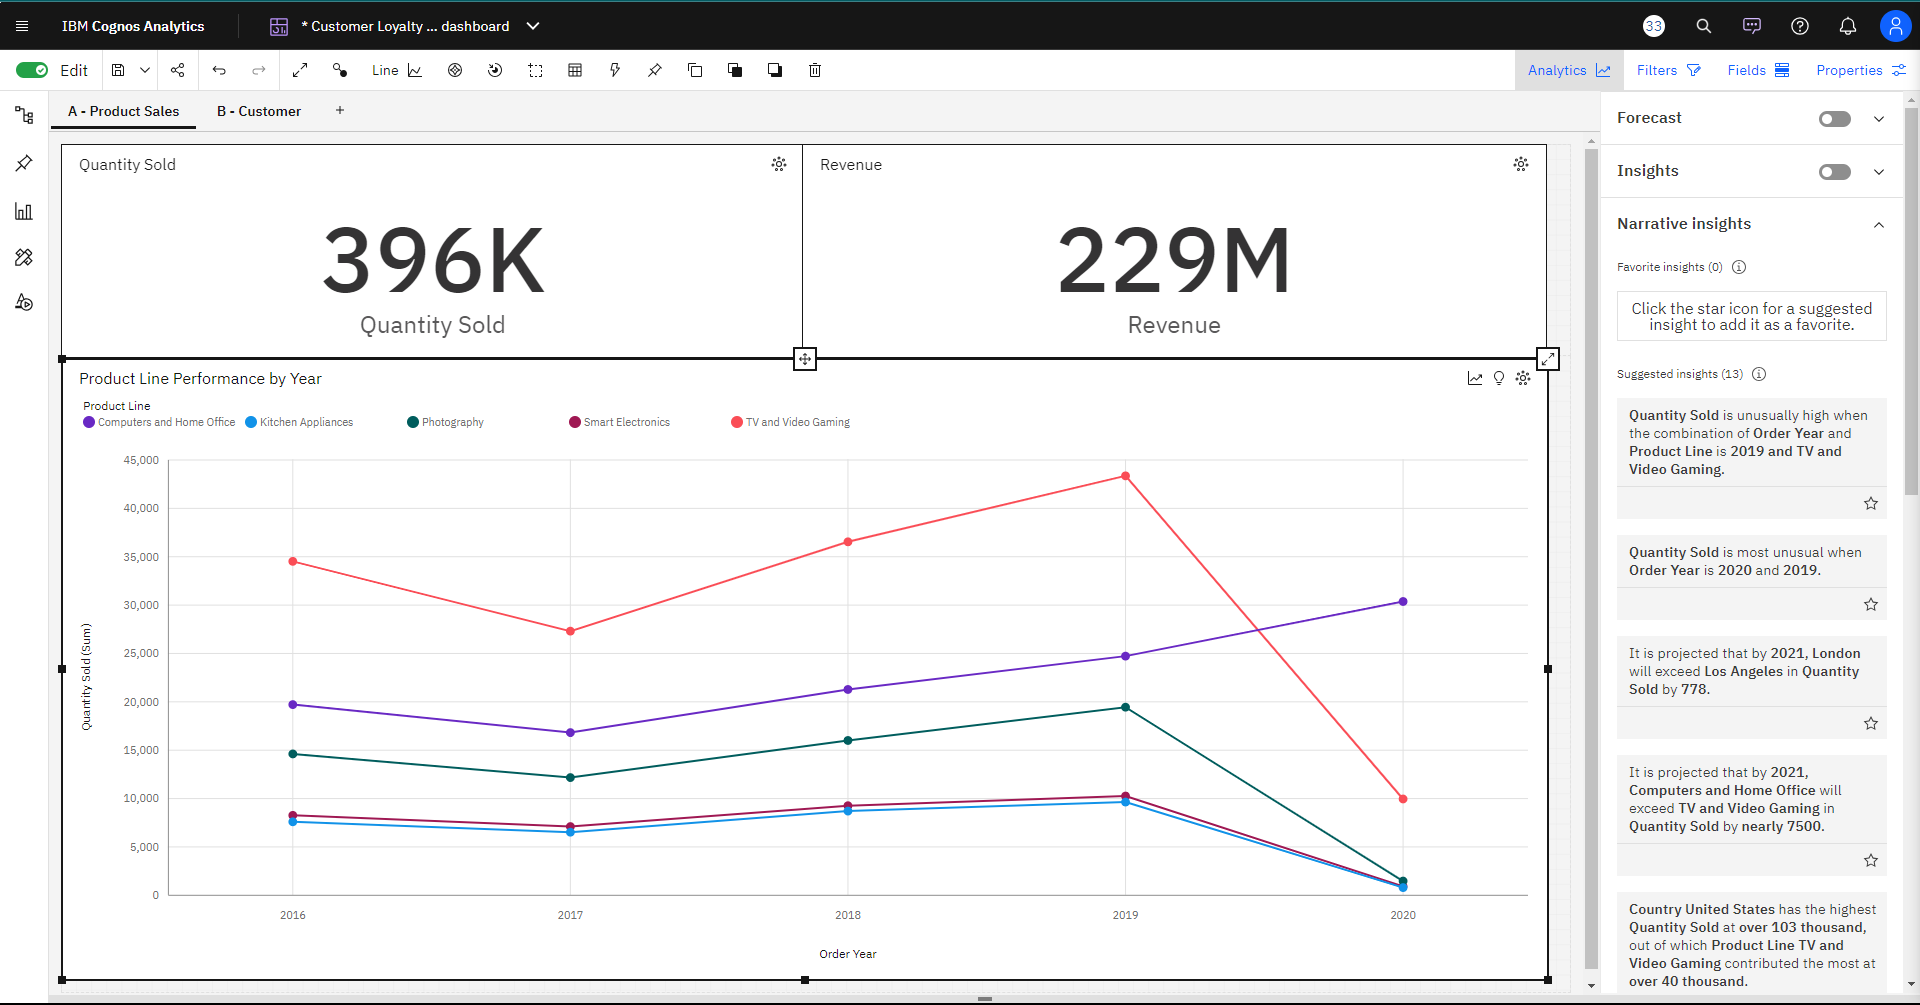 IBM Cognos Analytics
* Customer Loyalty ... dashboard
33
Edit
Line
Analytics
Filters
Fields
Properties
A - Product Sales
B - Customer
+
Quantity Sold
396K
Quantity Sold
Revenue
229M
Revenue
Product Line Performance by Year
Product Line
Computers and Home Office
Kitchen Appliances
Photography
Smart Electronics
TV and Video Gaming
Quantity Sold (Sum)
45,000
40,000
35,000
30,000
25,000
20,000
15,000
10,000
5,000
0
2016
2017
2018
2019
2020
Order Year
Forecast
Insights
Narrative insights
Favorite insights (0)
Click the star icon for a suggested
insight to add it as a favorite.
Suggested insights (13)
Quantity Sold is unusually high when
the combination of Order Year and
Product Line is 2019 and TV and
Video Gaming.
Quantity Sold is most unusual when
Order Year is 2020 and 2019.
It is projected that by 2021, London
will exceed Los Angeles in Quantity
Sold by 778.
It is projected that by 2021,
Computers and Home Office will
exceed TV and Video Gaming in
Quantity Sold by nearly 7500.
Country United States has the highest
Quantity Sold at over 103 thousand,
out of which Product Line TV and
Video Gaming contributed the most at
over 40 thousand.